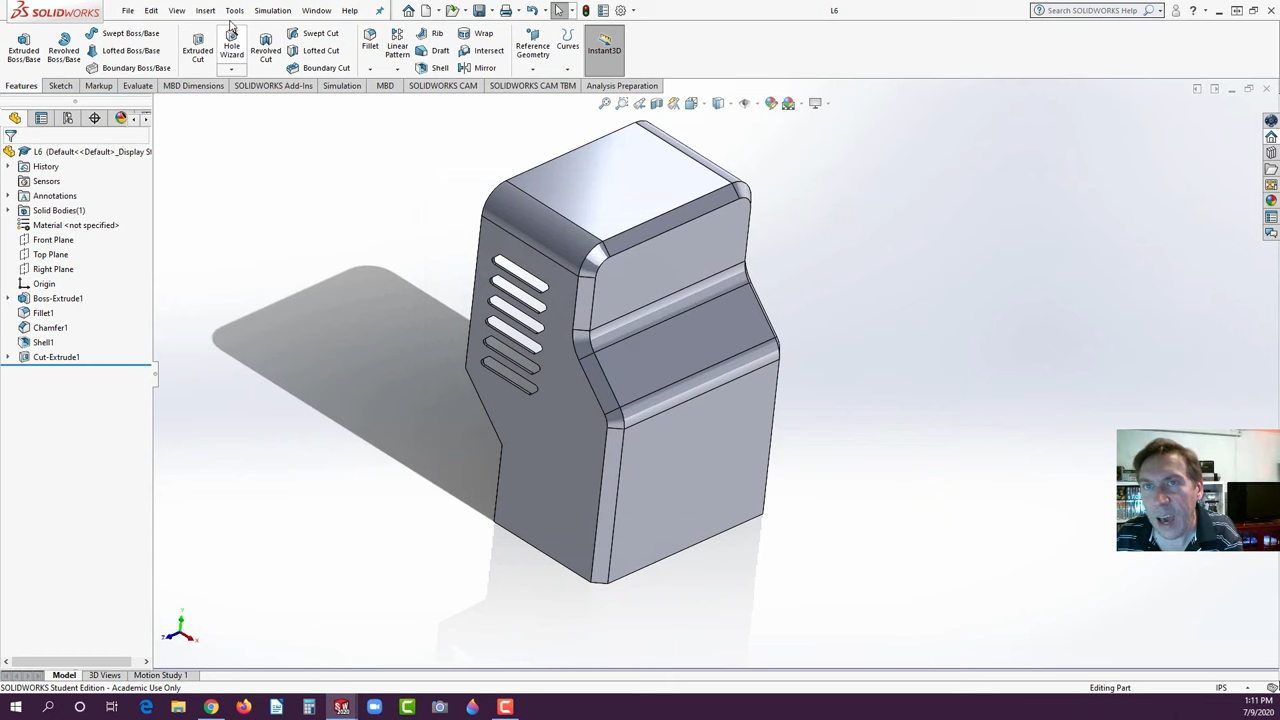 SOLIDWORKS File Edit View Insert Tools Simulation Window Help L6 Search SOLIDWORKS Help
Extruded Boss/Base
Revolved Boss/Base
Swept Boss/Base
Lofted Boss/Base
Boundary Boss/Base
Extruded Cut
Hole Wizard
Revolved Cut
Swept Cut
Lofted Cut
Boundary Cut
Fillet
Linear Pattern
Rib
Draft
Shell
Wrap
Intersect
Mirror
Reference Geometry
Curves
Instant3D
Features Sketch Markup Evaluate MBD Dimensions SOLIDWORKS Add-Ins Simulation MBD SOLIDWORKS CAM SOLIDWORKS CAM TBM Analysis Preparation
L6 (Default<<Default>_Display St
History
Sensors
Annotations
Solid Bodies(1)
Material <not specified>
Front Plane
Top Plane
Right Plane
Origin
Boss-Extrude1
Fillet1
Chamfer1
Shell1
Cut-Extrude1
Y
Z X
Model 3D Views Motion Study 1
SOLIDWORKS Student Edition - Academic Use Only Editing Part IPS
1:11 PM
7/9/2020